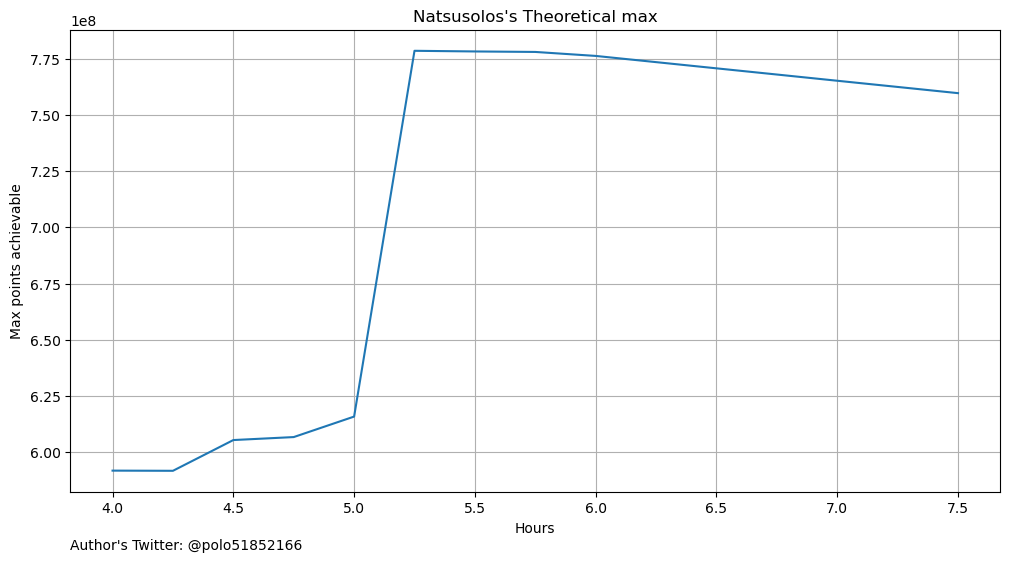 Natsusolos's Theoretical max
1e8
7.75
7.50
7.25
7.00
6.75
6.50
6.25
6.00
Max points achievable
4.0 4.5 5.0 5.5 6.0 6.5 7.0 7.5
Hours
Author's Twitter: @polo51852166